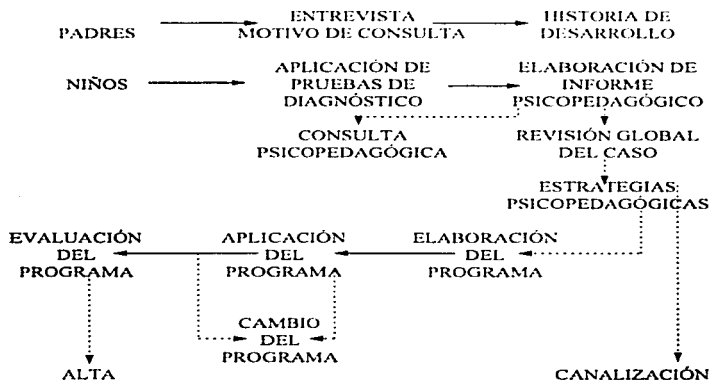 PADRES
ENTREVISTA
MOTIVO DE CONSULTA
HISTORIA DE
DESARROLLO
NIÑOS
APLICACIÓN DE
PRUEBAS DE
DIAGNÓSTICO
ELABORACIÓN DE
INFORME
PSICOPEDAGÓGICO
CONSULTA
PSICOPEDAGÓGICA
REVISIÓN GLOBAL
DEL CASO
ESTRATEGIAS
PSICOPEDAGÓGICAS
EVALUACIÓN
DEL
PROGRAMA
APLICACIÓN
DEL
PROGRAMA
ELABORACIÓN
DEL
PROGRAMA
CAMBIO
DEL
PROGRAMA
ALTA
CANALIZACIÓN